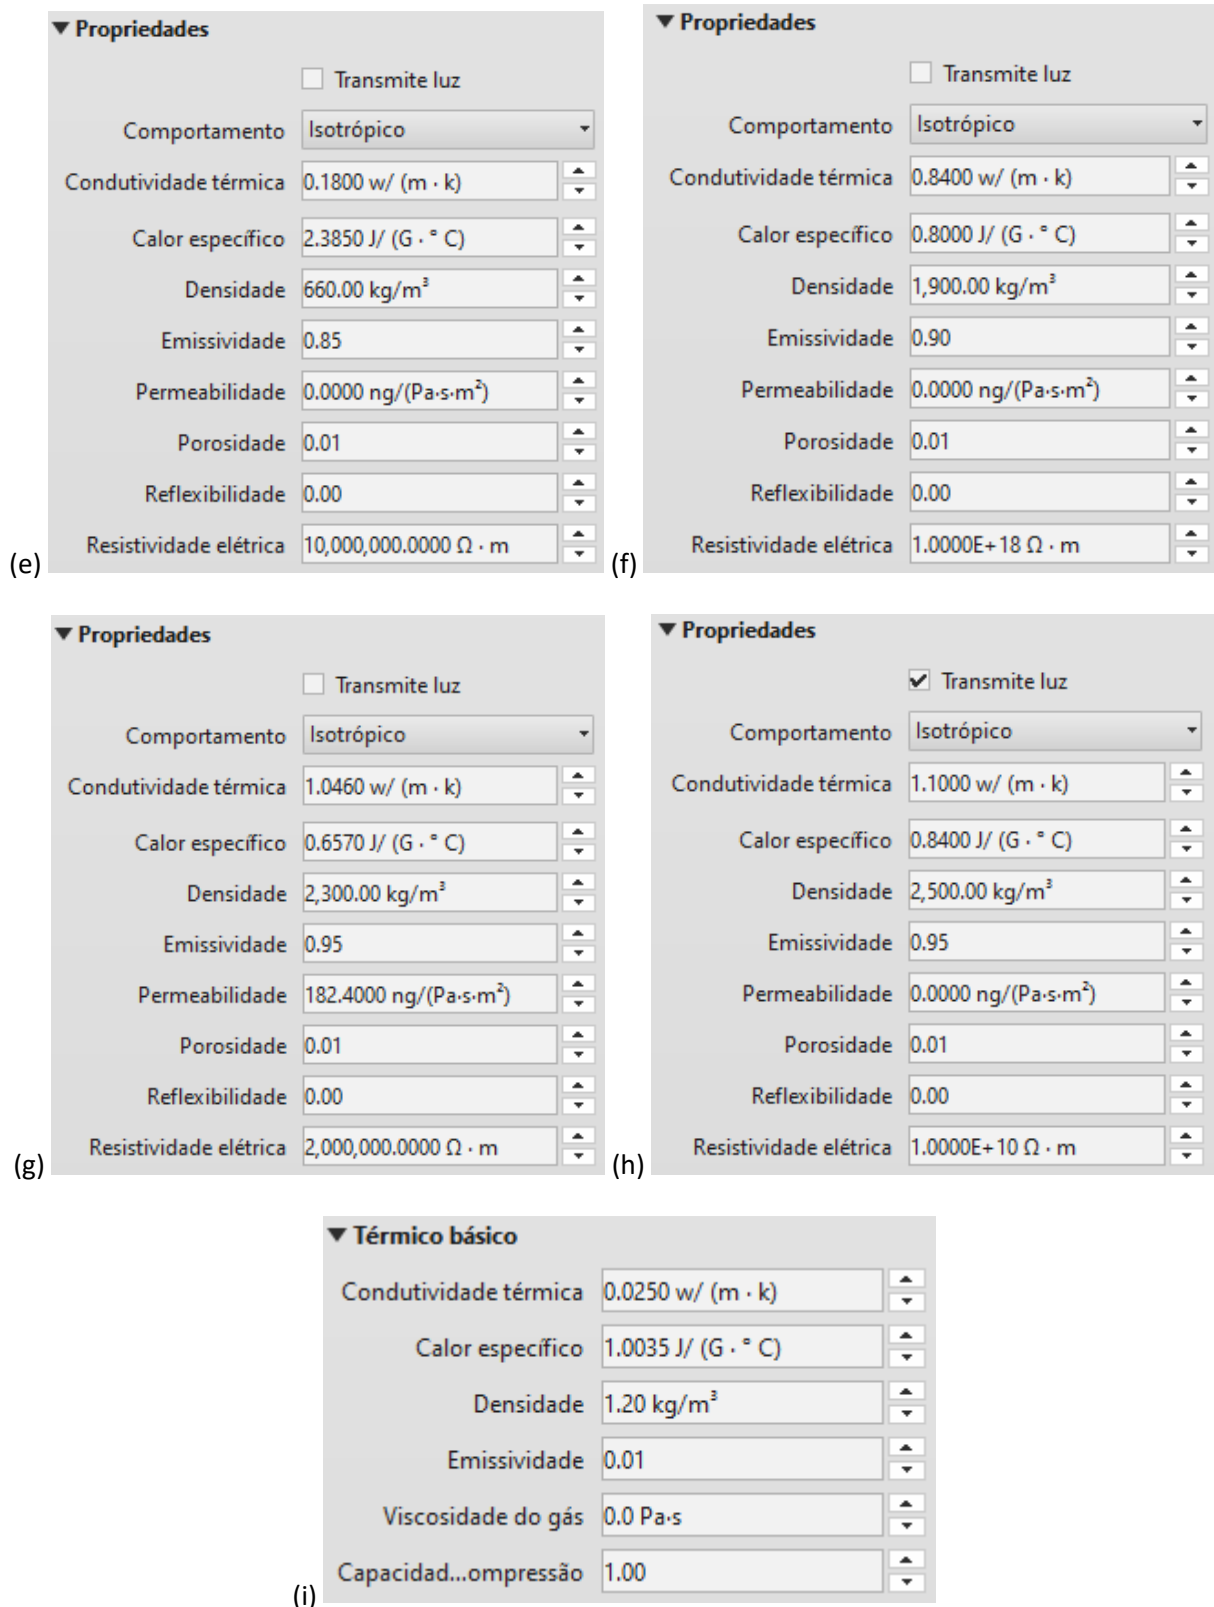 ▼ Propriedades
Transmite luz
Comportamento Isotrópico
Condutividade térmica 0.1800 w/ (m · k)
Calor específico 2.3850 J/ (G · ° C)
Densidade 660.00 kg/m³
Emissividade 0.85
Permeabilidade 0.0000 ng/(Pa·s·m²)
Porosidade 0.01
Reflexibilidade 0.00
Resistividade elétrica 10,000,000.0000 Ω · m
(e)
▼ Propriedades
Transmite luz
Comportamento Isotrópico
Condutividade térmica 0.8400 w/ (m · k)
Calor específico 0.8000 J/ (G · ° C)
Densidade 1,900.00 kg/m³
Emissividade 0.90
Permeabilidade 0.0000 ng/(Pa·s·m²)
Porosidade 0.01
Reflexibilidade 0.00
Resistividade elétrica 1.0000E+18 Ω · m
(f)
▼ Propriedades
Transmite luz
Comportamento Isotrópico
Condutividade térmica 1.0460 w/ (m · k)
Calor específico 0.6570 J/ (G · ° C)
Densidade 2,300.00 kg/m³
Emissividade 0.95
Permeabilidade 182.4000 ng/(Pa·s·m²)
Porosidade 0.01
Reflexibilidade 0.00
Resistividade elétrica 2,000,000.0000 Ω · m
(g)
▼ Propriedades
Transmite luz
Comportamento Isotrópico
Condutividade térmica 1.1000 w/ (m · k)
Calor específico 0.8400 J/ (G · ° C)
Densidade 2,500.00 kg/m³
Emissividade 0.95
Permeabilidade 0.0000 ng/(Pa·s·m²)
Porosidade 0.01
Reflexibilidade 0.00
Resistividade elétrica 1.0000E+10 Ω · m
(h)
▼ Térmico básico
Condutividade térmica 0.0250 w/ (m · k)
Calor específico 1.0035 J/ (G · ° C)
Densidade 1.20 kg/m³
Emissividade 0.01
Viscosidade do gás 0.0 Pa·s
Capacidad...ompressão 1.00
(i)